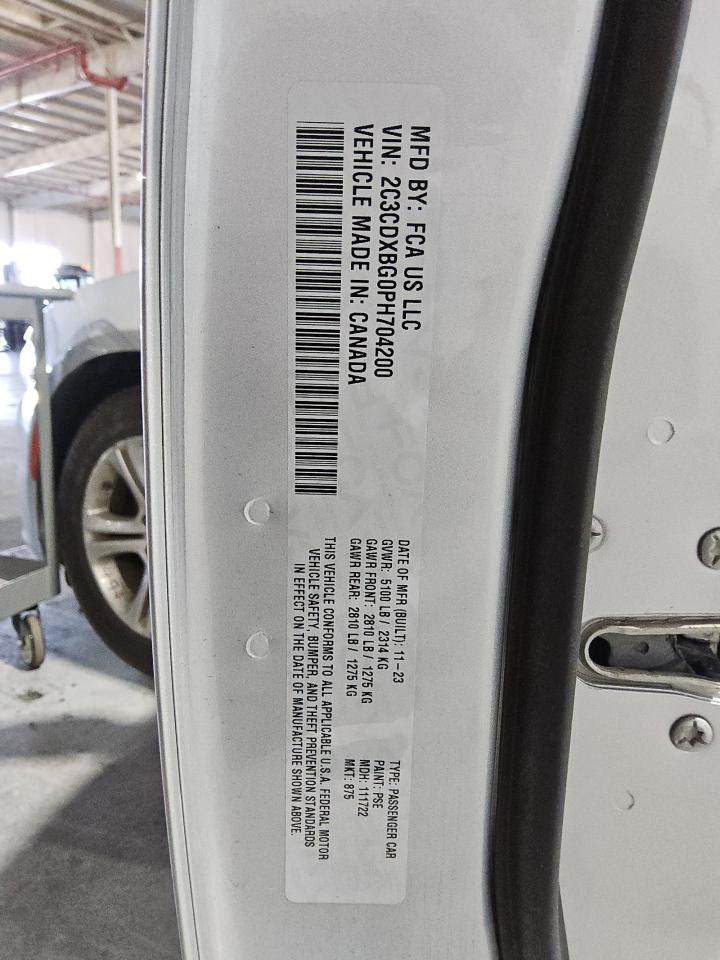 MFD BY: FCA US LLC
VIN: 2C3CDXBG0PH704200
VEHICLE MADE IN: CANADA
DATE OF MFR (BUILT): 11-23
GVWR: 5100 LB / 2314 KG
GAWR FRONT: 2810 LB / 1275 KG
GAWR REAR: 2810 LB / 1275 KG
TYPE: PASSENGER CAR
PAINT: PSE
MDH: 111722
MKT: 875
THIS VEHICLE CONFORMS TO ALL APPLICABLE U.S.A. FEDERAL MOTOR
VEHICLE SAFETY, BUMPER, AND THEFT PREVENTION STANDARDS
IN EFFECT ON THE DATE OF MANUFACTURE SHOWN ABOVE.